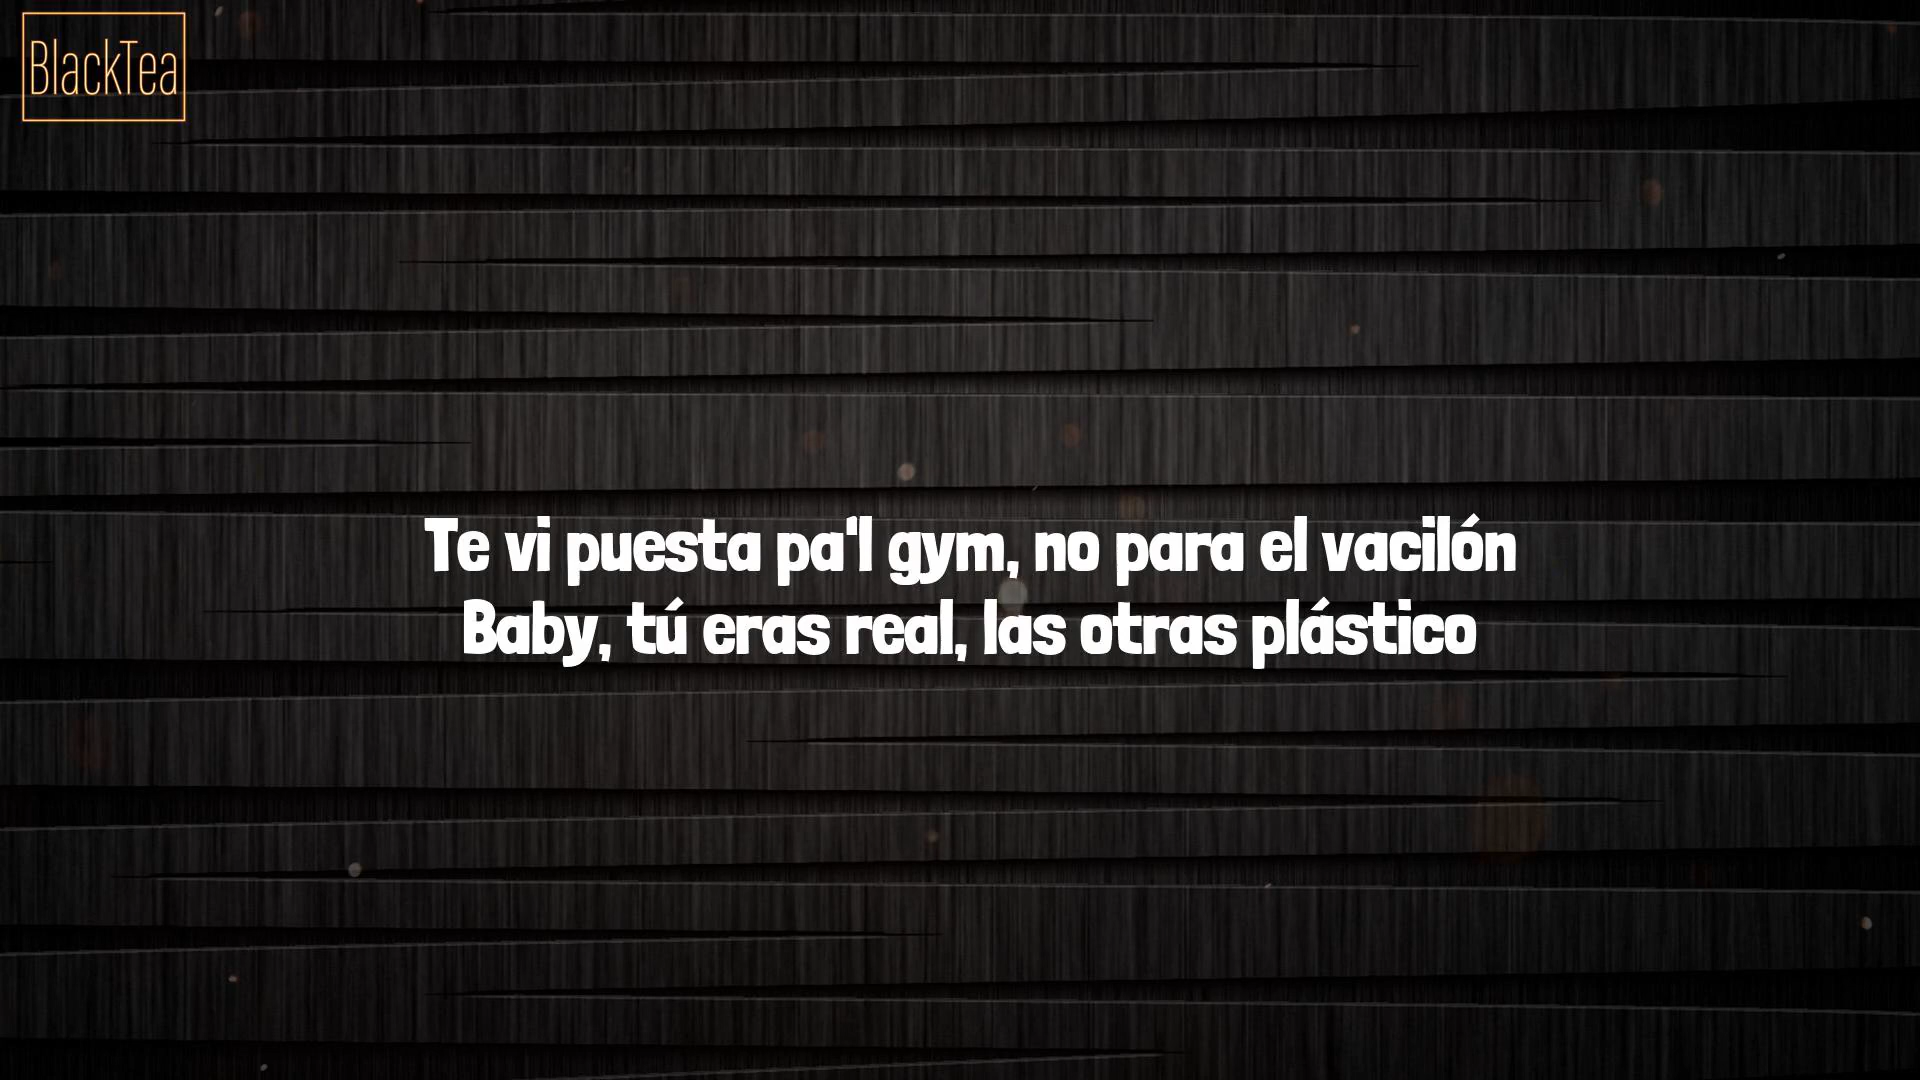 BlackTea
Te vi puesta pa'l gym, no para el vacilón
Baby, tú eras real, las otras plástico